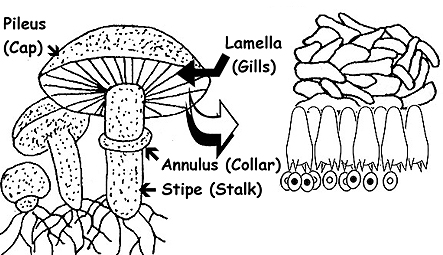 Pileus
(Cap)
Lamella
(Gills)
Annulus (Collar)
Stipe (Stalk)